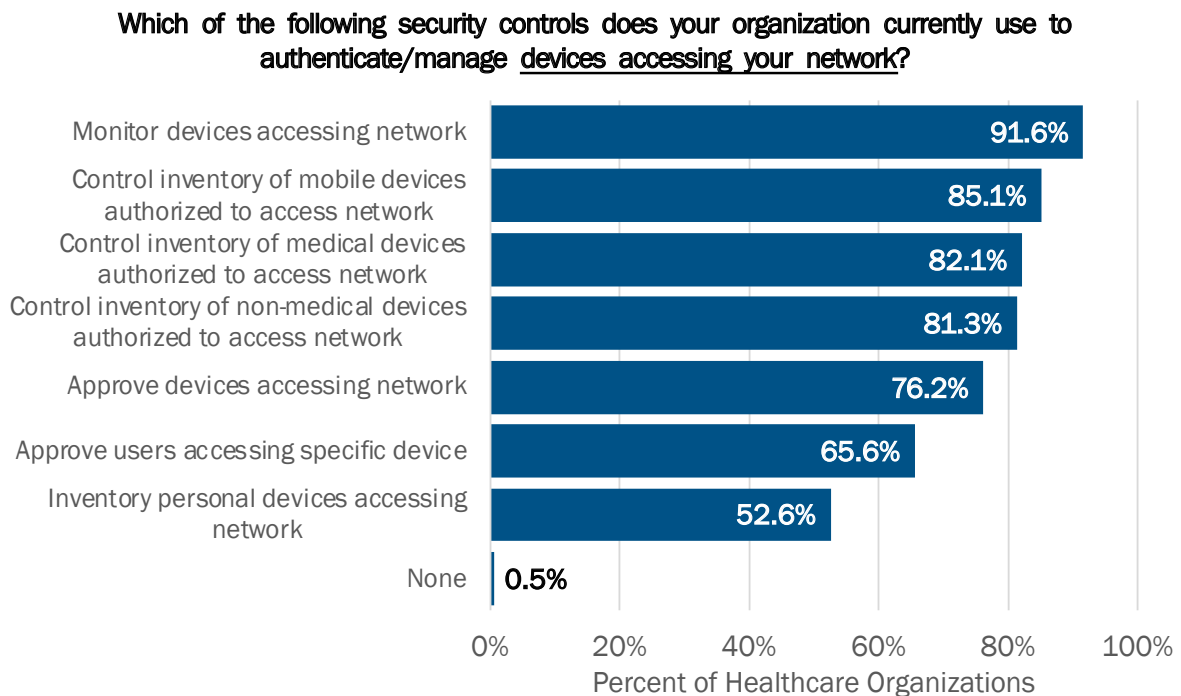 Which of the following security controls does your organization currently use to
authenticate/manage devices accessing your network?
Monitor devices accessing network
91.6%
Control inventory of mobile devices
authorized to access network
85.1%
Control inventory of medical devices
authorized to access network
82.1%
Control inventory of non-medical devices
authorized to access network
81.3%
Approve devices accessing network
76.2%
Approve users accessing specific device
65.6%
Inventory personal devices accessing
network
52.6%
None
0.5%
0% 20% 40% 60% 80% 100%
Percent of Healthcare Organizations